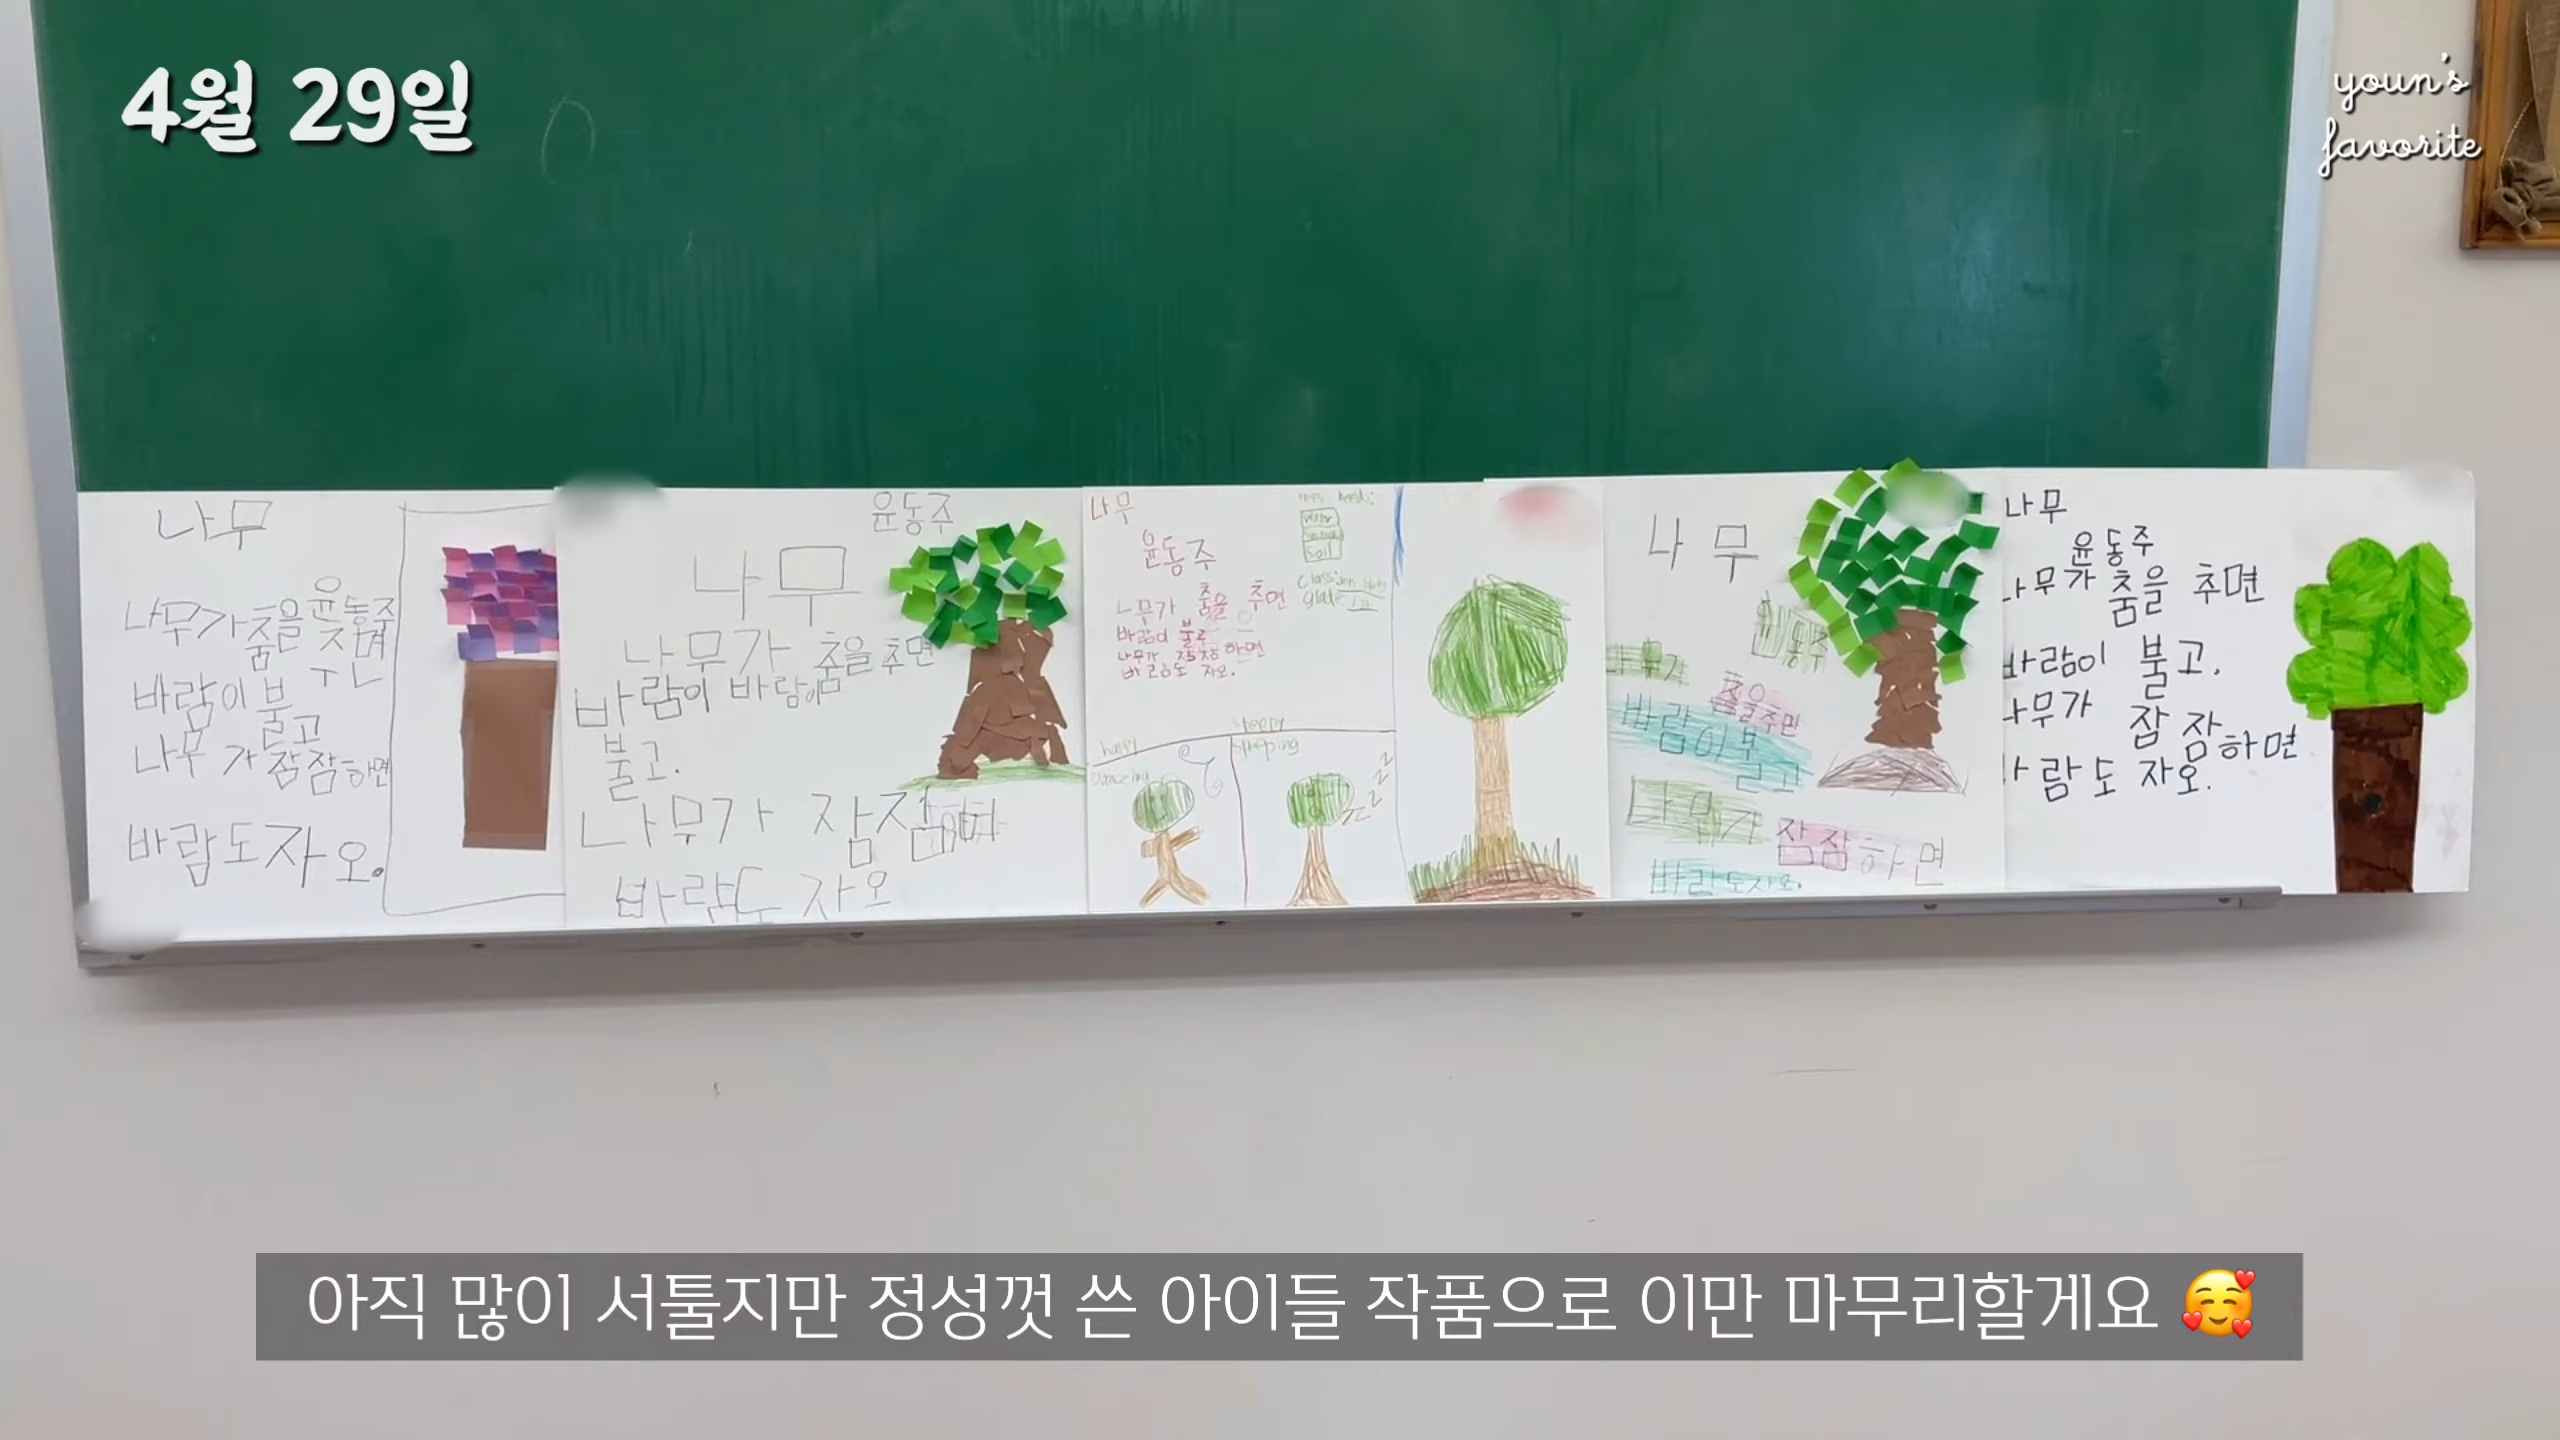 4월 29일
youn's
favorite
나무
윤동주
나무가 춤을 추면
바람이 불고
나무가 잠잠하면
바람도 자오.
윤동주
나무
나무가 춤을 추면
바람이 바람이
불고.
나무가 잠잠
바람도 자오
나무
윤동주
나무가 춤을 추면
바람이 불고
나무가 잠잠하면
바람도 자오.
Soil
happy
Dancing
sleepy
sleeping
zzzz
나무
윤동주
나무가
춤을 추면
바람이 불고
나무가
잠잠하면
바람도 자오.
나무
윤동주
나무가 춤을 추면
바람이 불고.
나무가 잠잠하면
바람도 자오.
아직 많이 서툴지만 정성껏 쓴 아이들 작품으로 이만 마무리할게요 🥰